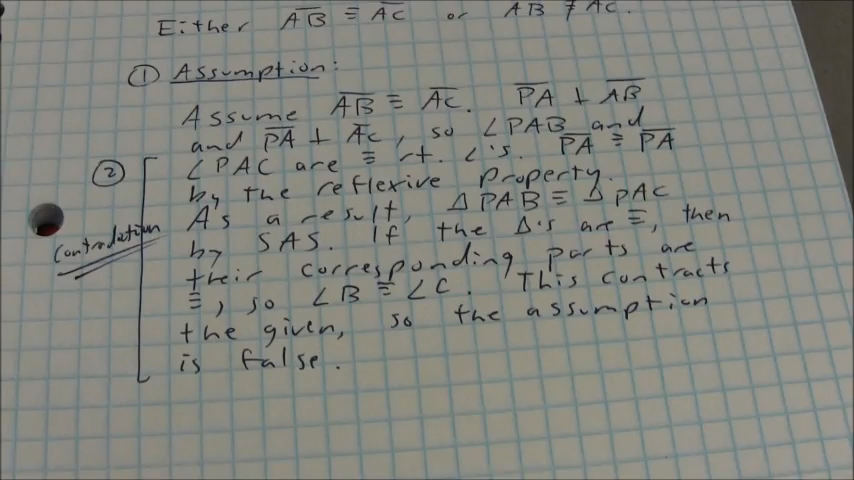 Either AB ≅ AC or AB ≇ AC.
① Assumption:
Assume AB ≅ AC. PA ⊥ AB
and PA ⊥ AC, so ∠PAB and
② ∠PAC are ≅ rt. ∠'s. PA ≅ PA
by the reflexive property.
As a result, △PAB ≅ △PAC
by SAS. If the △'s are ≅, then
their corresponding parts are
≅, so ∠B ≅ ∠C. This contracts
the given, so the assumption
is false.